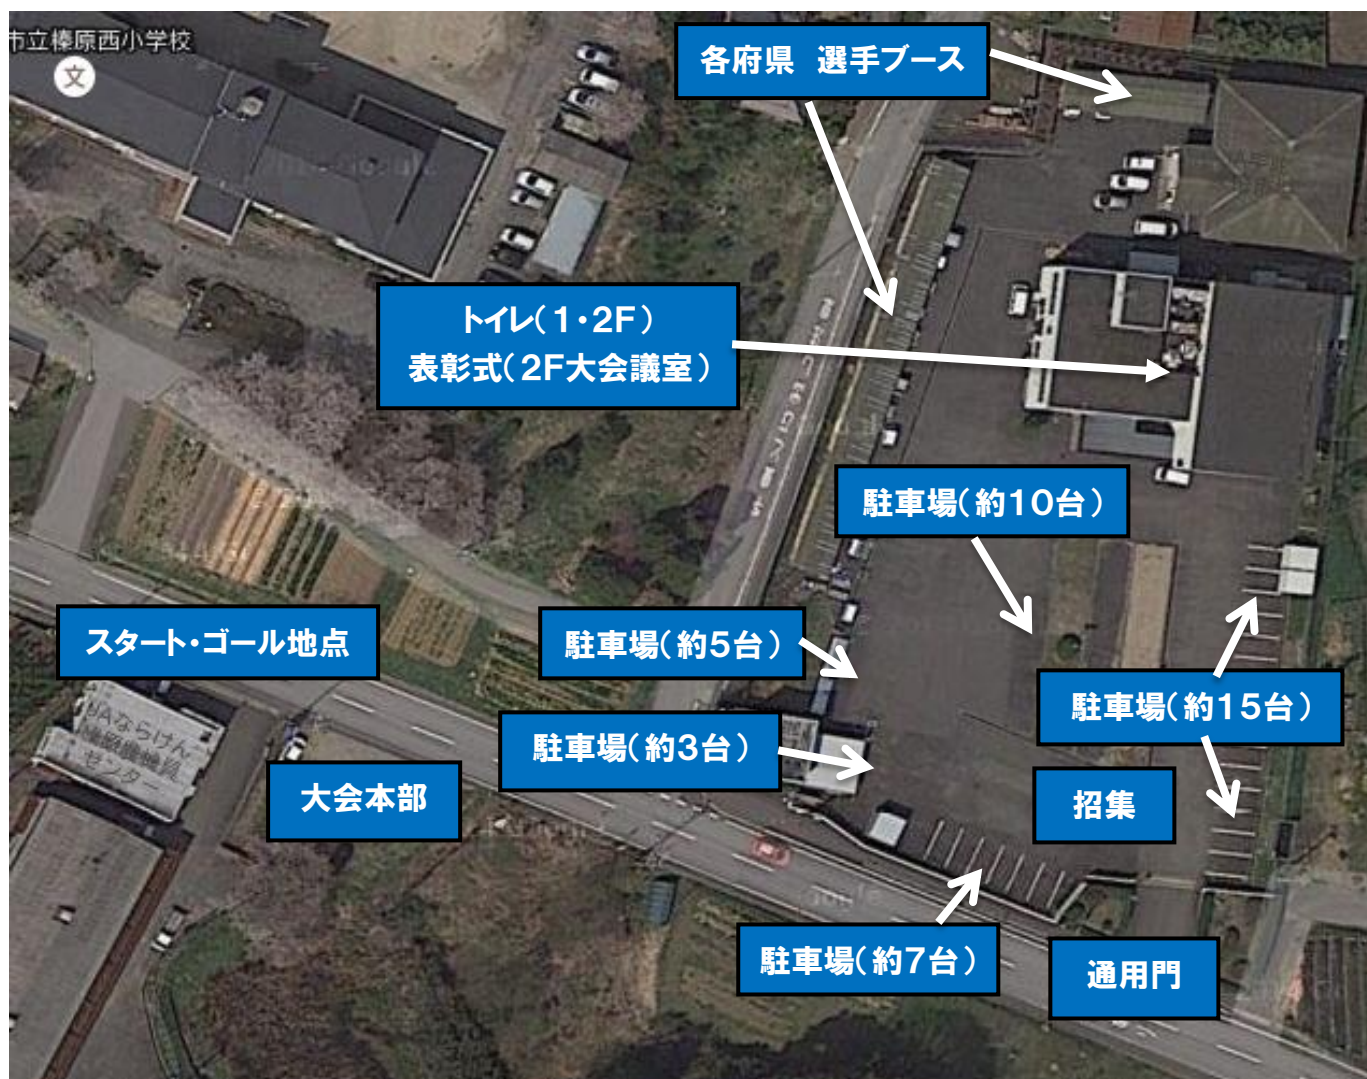 市立榛原西小学校
文
各府県　選手ブース
トイレ（1・2F）
表彰式（2F大会議室）
駐車場（約10台）
スタート・ゴール地点
駐車場（約5台）
駐車場（約15台）
駐車場（約3台）
JAならけん
センター
大会本部
招集
駐車場（約7台）
通用門